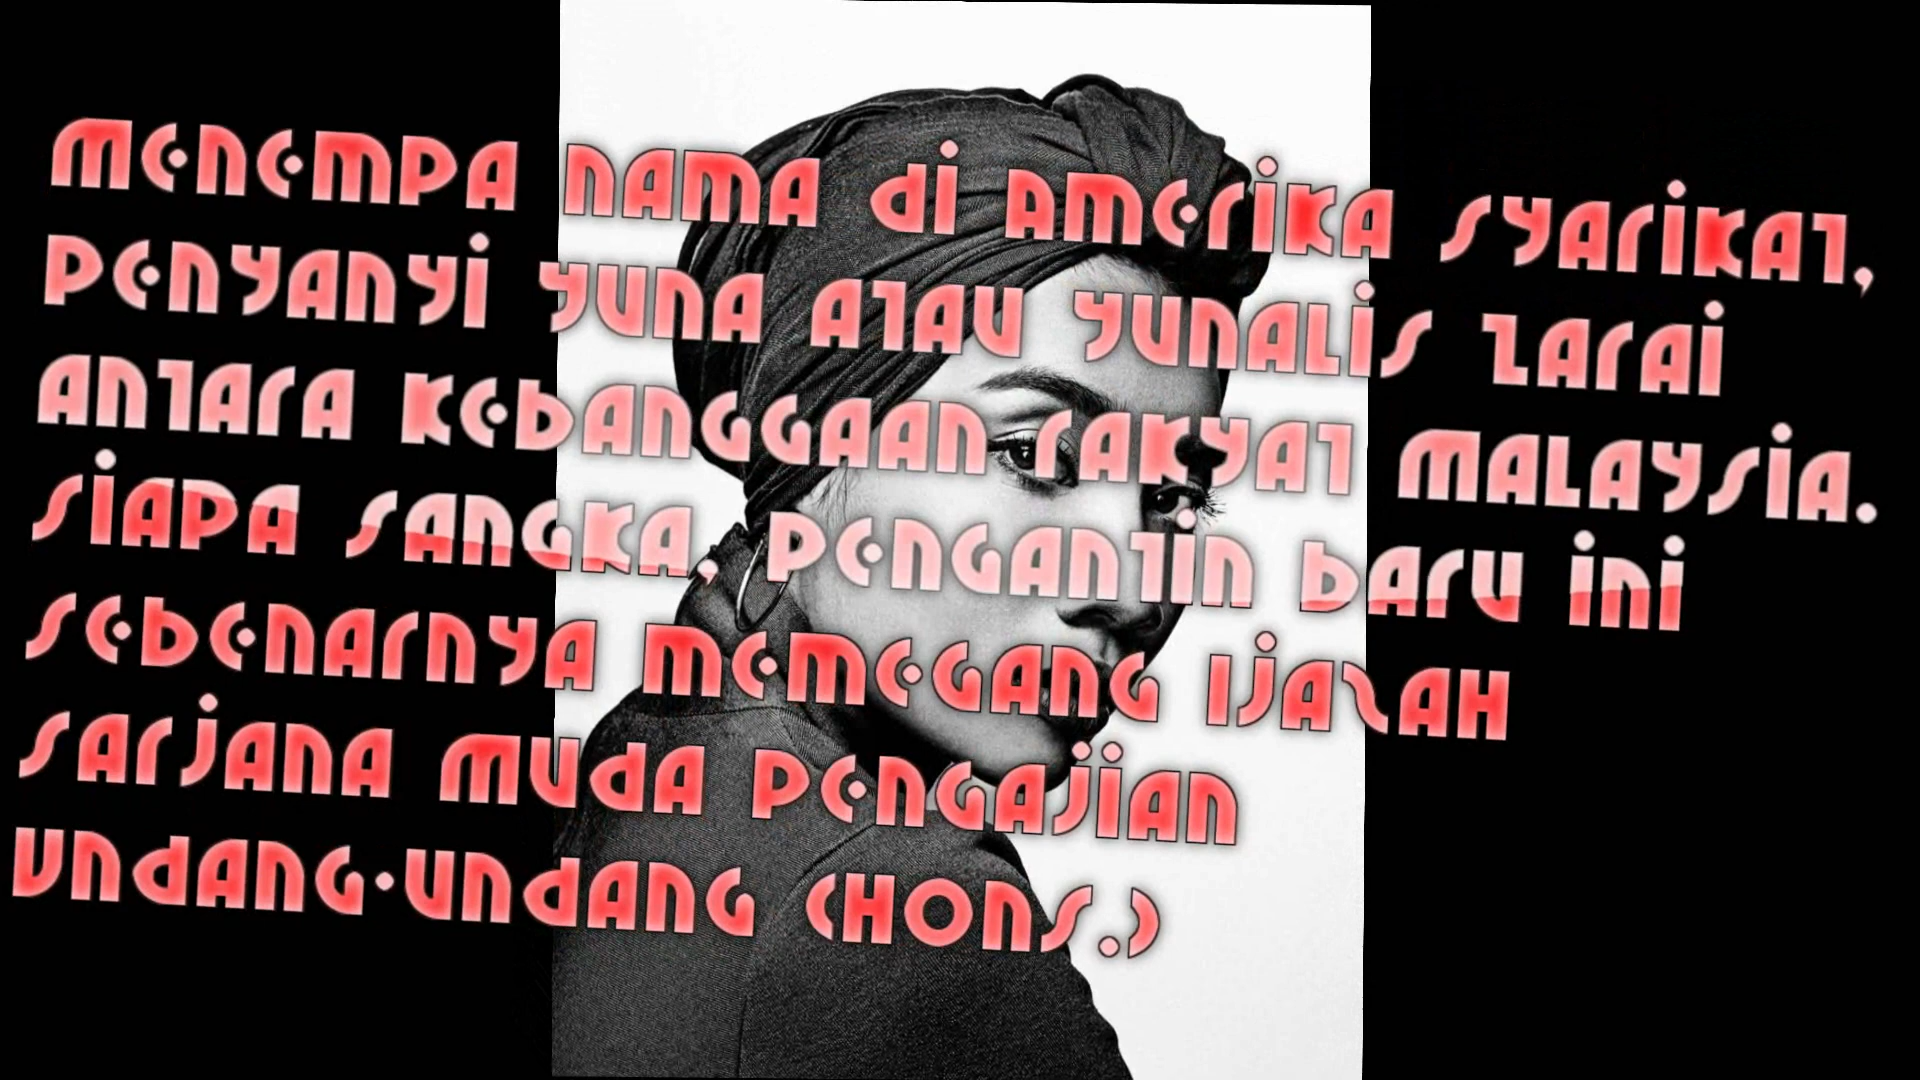 Menempa nama di Amerika Syarikat,
penyanyi Yuna atau Yunalis Zarai
antara kebanggaan rakyat Malaysia.
Siapa sangka, pengantin baru ini
sebenarnya memegang Ijazah
Sarjana Muda Pengajian
Undang-undang (Hons.)